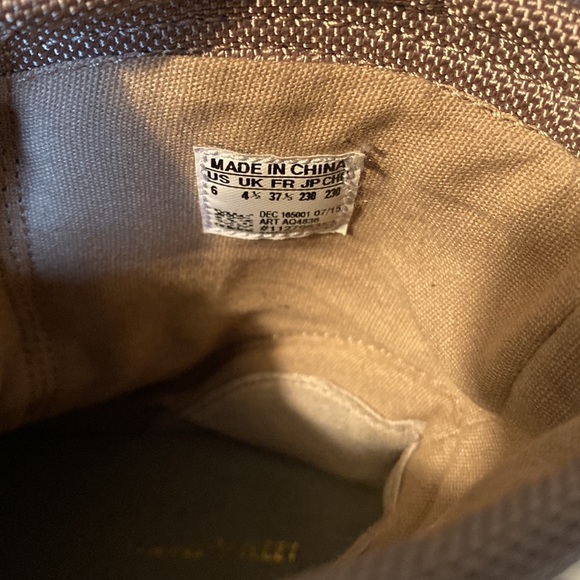 MADE IN CHINA
US UK FR JP CHN
6 4½ 37⅓ 230 230
DEC 165001 07/15
ART AQ4836